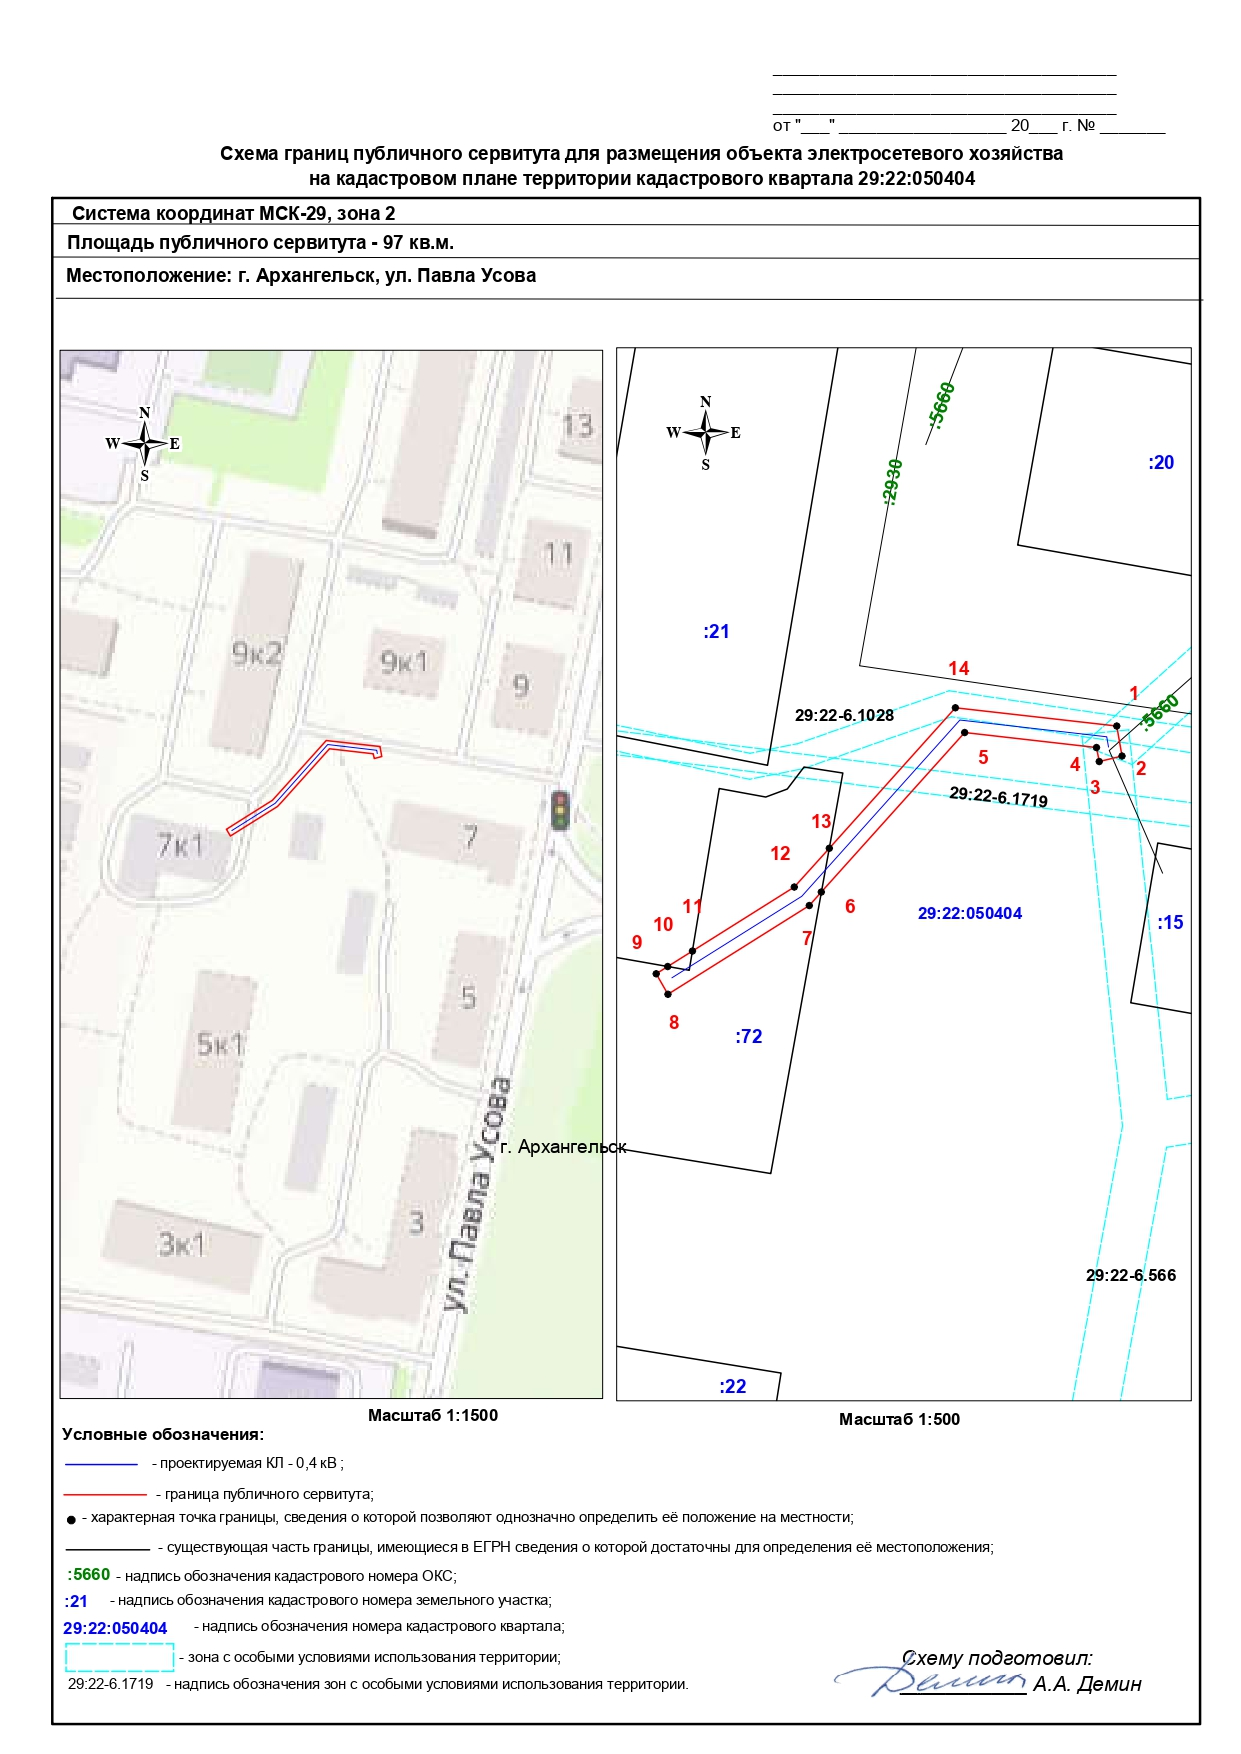 от "___" __________________ 20___ г. № _______
Схема границ публичного сервитута для размещения объекта электросетевого хозяйства
на кадастровом плане территории кадастрового квартала 29:22:050404
Система координат МСК-29, зона 2
Площадь публичного сервитута - 97 кв.м.
Местоположение: г. Архангельск, ул. Павла Усова
N
W E
S
13
11
9к2
9к1
9
7к1
7
5
5к1
3
3к1
ул. Павла Усова
г. Архангельск
N
W E
S
:5660
:2930
:20
:21
14
1
:5660
29:22-6.1028
5
4
2
3
29:22-6.1719
13
12
11
6
10
9
7
29:22:050404
:15
8
:72
29:22-6.566
:22
Масштаб 1:1500
Масштаб 1:500
Условные обозначения:
- проектируемая КЛ - 0,4 кВ ;
- граница публичного сервитута;
- характерная точка границы, сведения о которой позволяют однозначно определить её положение на местности;
- существующая часть границы, имеющиеся в ЕГРН сведения о которой достаточны для определения её местоположения;
:5660 - надпись обозначения кадастрового номера ОКС;
:21 - надпись обозначения кадастрового номера земельного участка;
29:22:050404 - надпись обозначения номера кадастрового квартала;
- зона с особыми условиями использования территории;
29:22-6.1719 - надпись обозначения зон с особыми условиями использования территории.
Схему подготовил:
Демин А.А. Демин